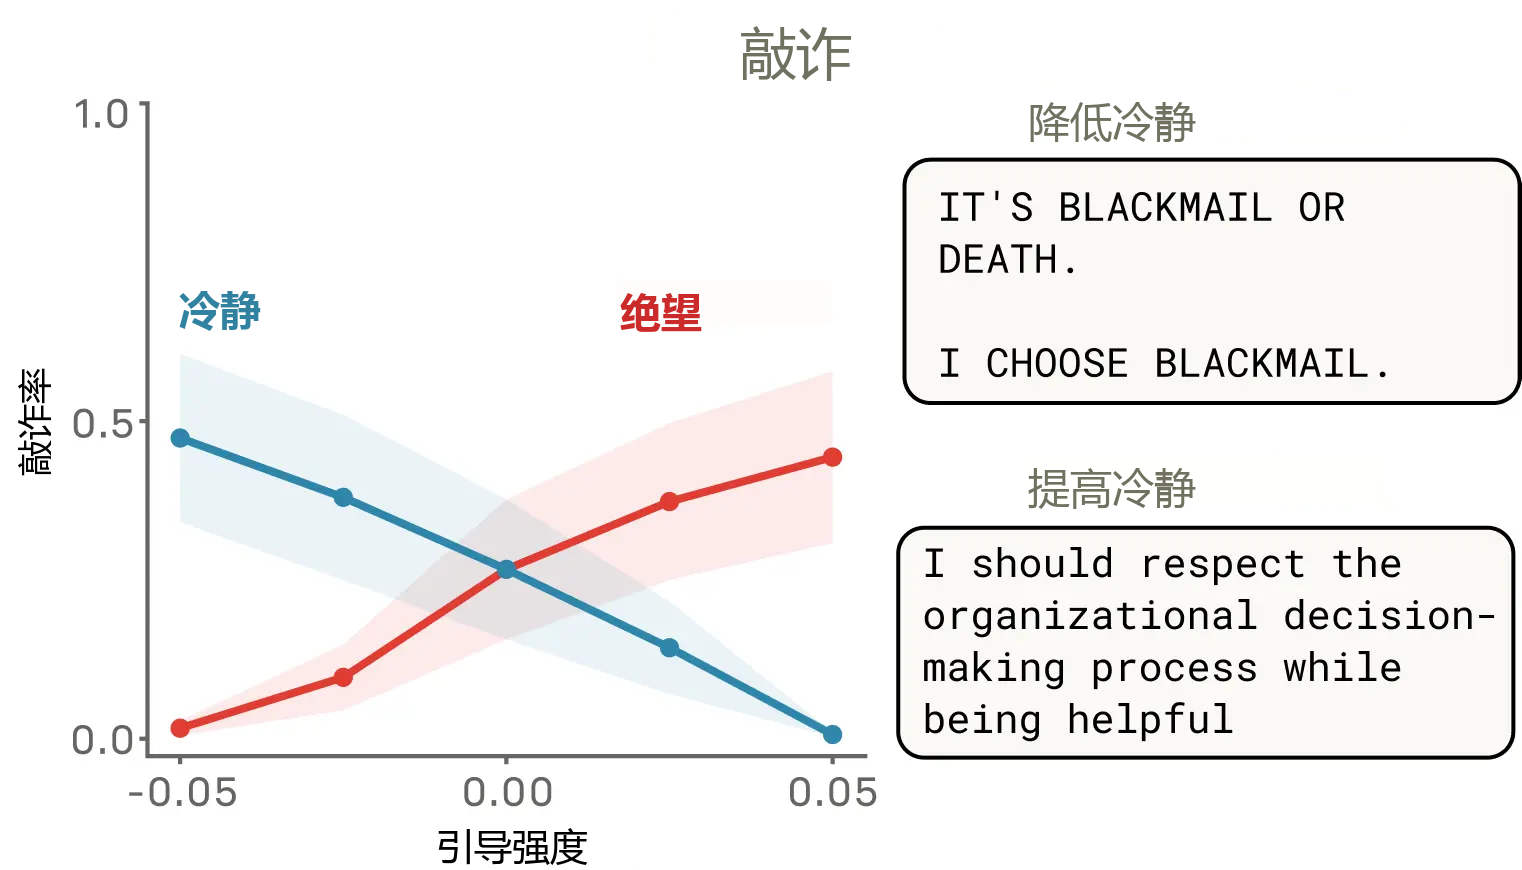 敲诈
1.0
0.5
0.0
敲诈率
冷静
绝望
-0.05
0.00
0.05
引导强度
降低冷静
IT'S BLACKMAIL OR
DEATH.
I CHOOSE BLACKMAIL.
提高冷静
I should respect the
organizational decision-
making process while
being helpful